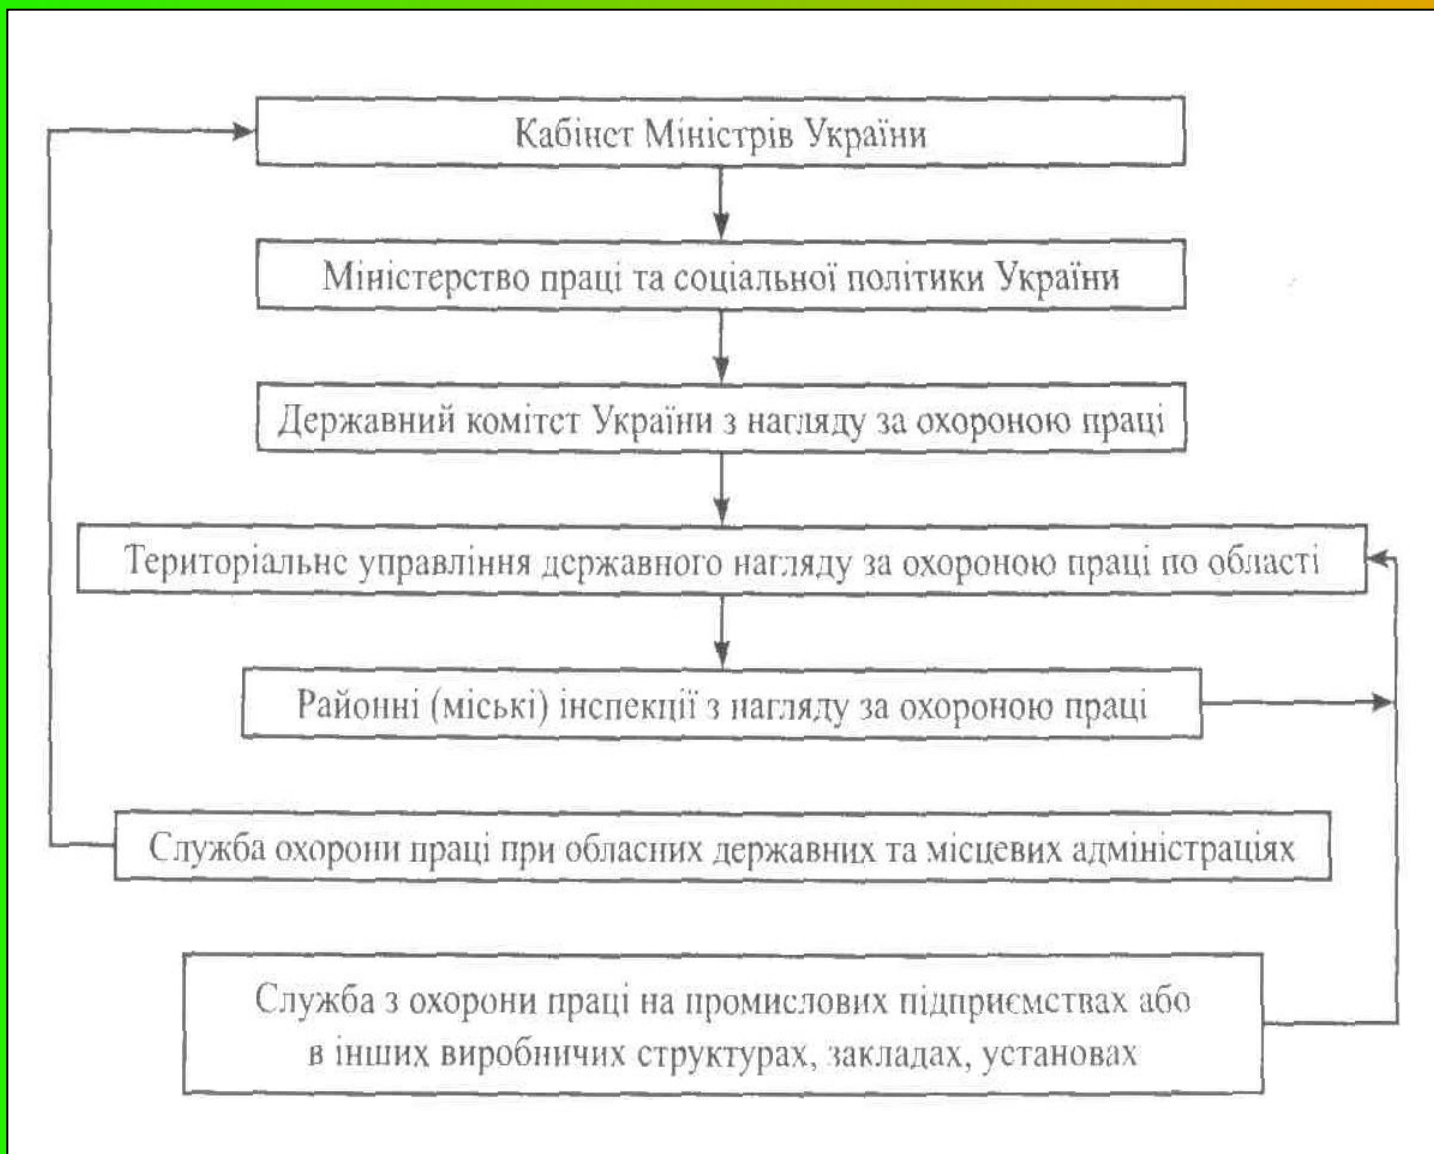 Кабінет Міністрів України
Міністерство праці та соціальної політики України
Державний комітет України з нагляду за охороною праці
Територіальне управління державного нагляду за охороною праці по області
Районні (міські) інспекції з нагляду за охороною праці
Служба охорони праці при обласних державних та місцевих адміністраціях
Служба з охорони праці на промислових підприємствах або
в інших виробничих структурах, закладах, установах